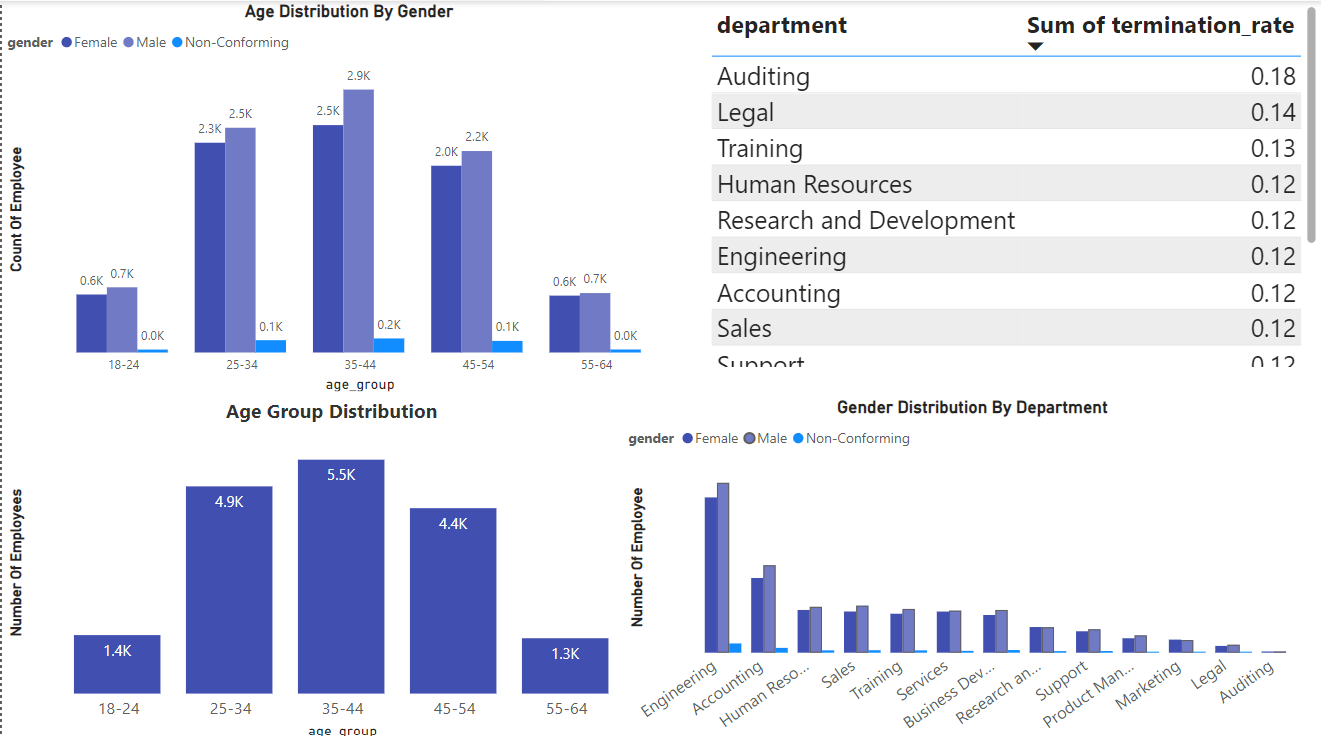 Age Distribution By Gender
gender Female Male Non-Conforming
Count Of Employee
0.6K 0.7K 0.0K
2.3K 2.5K 0.1K
2.5K 2.9K 0.2K
2.0K 2.2K 0.1K
0.6K 0.7K 0.0K
18-24 25-34 35-44 45-54 55-64
age_group
department Sum of termination_rate
Auditing 0.18
Legal 0.14
Training 0.13
Human Resources 0.12
Research and Development 0.12
Engineering 0.12
Accounting 0.12
Sales 0.12
Support 0.12
Age Group Distribution
Number Of Employees
1.4K 4.9K 5.5K 4.4K 1.3K
18-24 25-34 35-44 45-54 55-64
age_group
Gender Distribution By Department
gender Female Male Non-Conforming
Number Of Employee
Engineering
Accounting
Human Reso...
Sales
Training
Services
Business Dev...
Research an...
Support
Product Man...
Marketing
Legal
Auditing